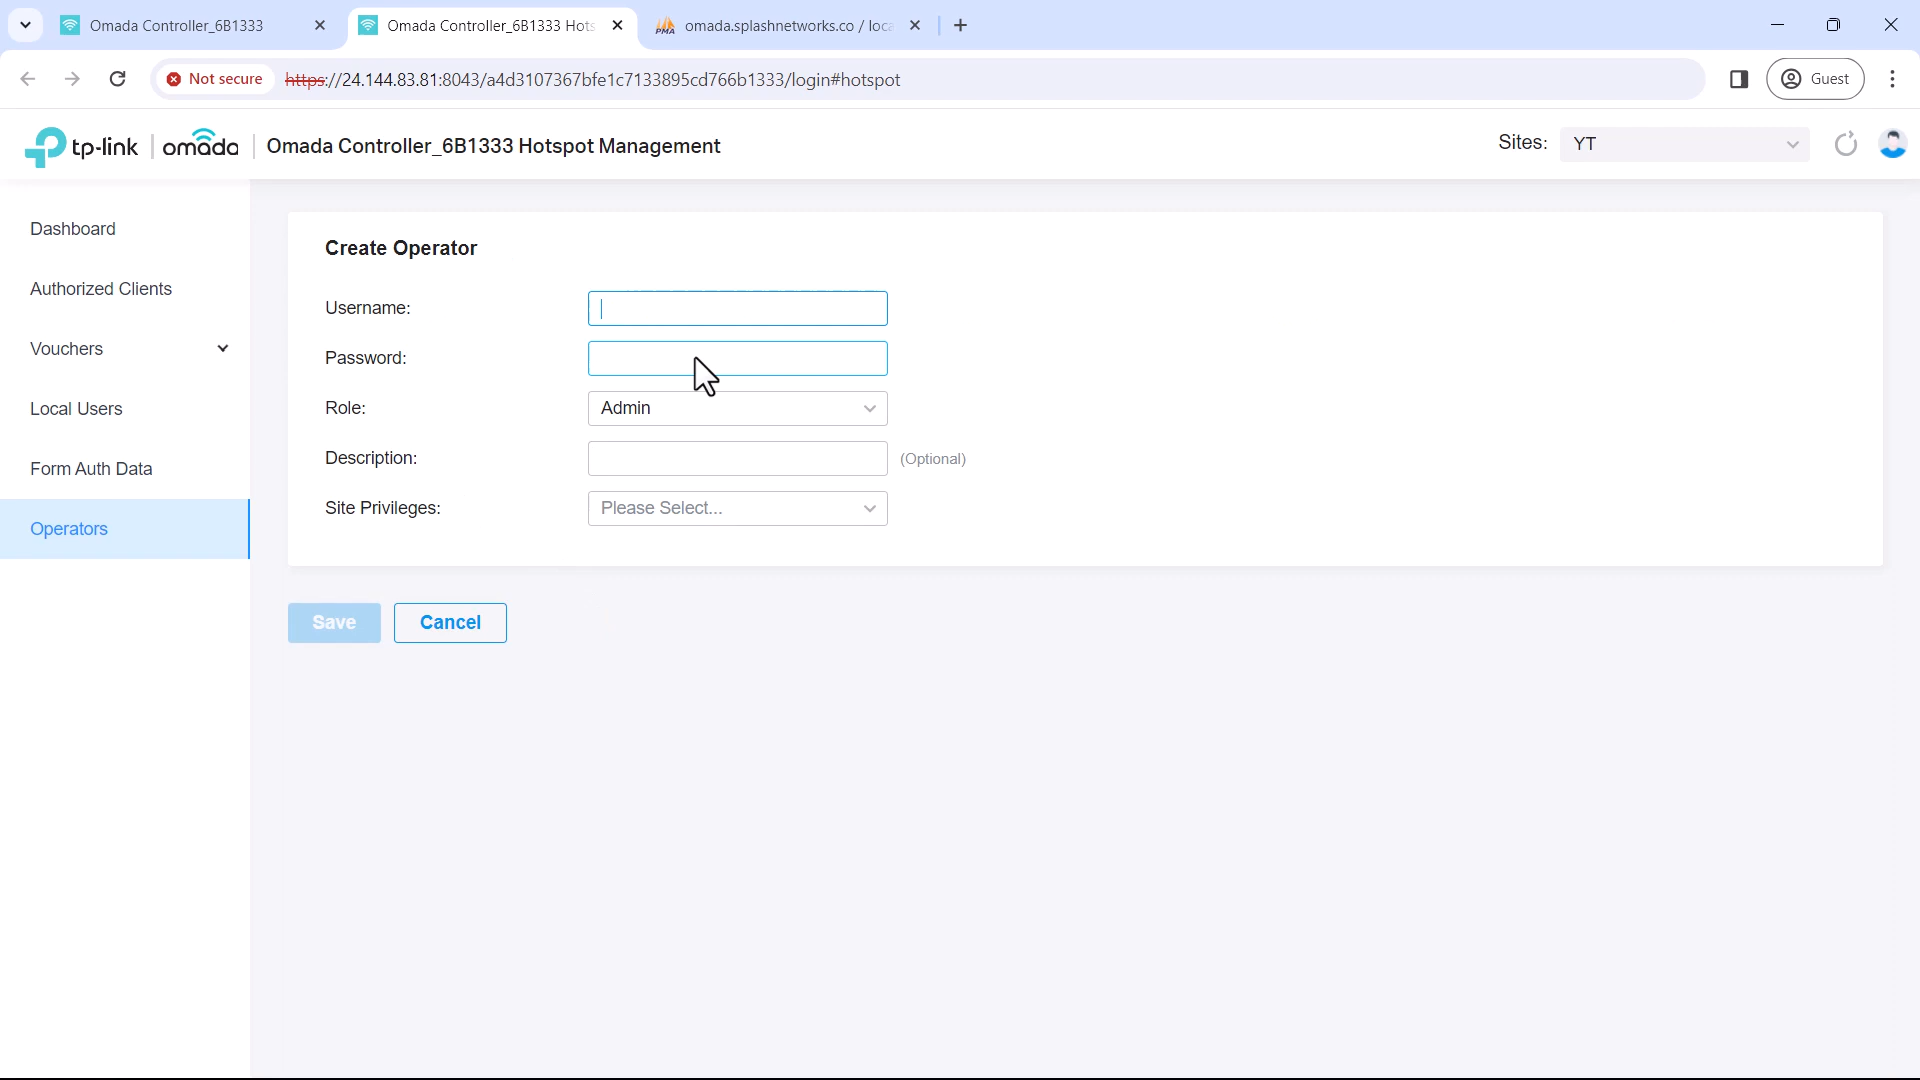 Omada Controller_6B1333
Omada Controller_6B1333 Hots
omada.splashnetworks.co / loca
Not secure
https://24.144.83.81:8043/a4d3107367bfe1c7133895cd766b1333/login#hotspot
Guest
tp-link
omada
Omada Controller_6B1333 Hotspot Management
Sites:
YT
Dashboard
Authorized Clients
Vouchers
Local Users
Form Auth Data
Operators
Create Operator
Username:
Password:
Role:
Admin
Description:
(Optional)
Site Privileges:
Please Select...
Save
Cancel